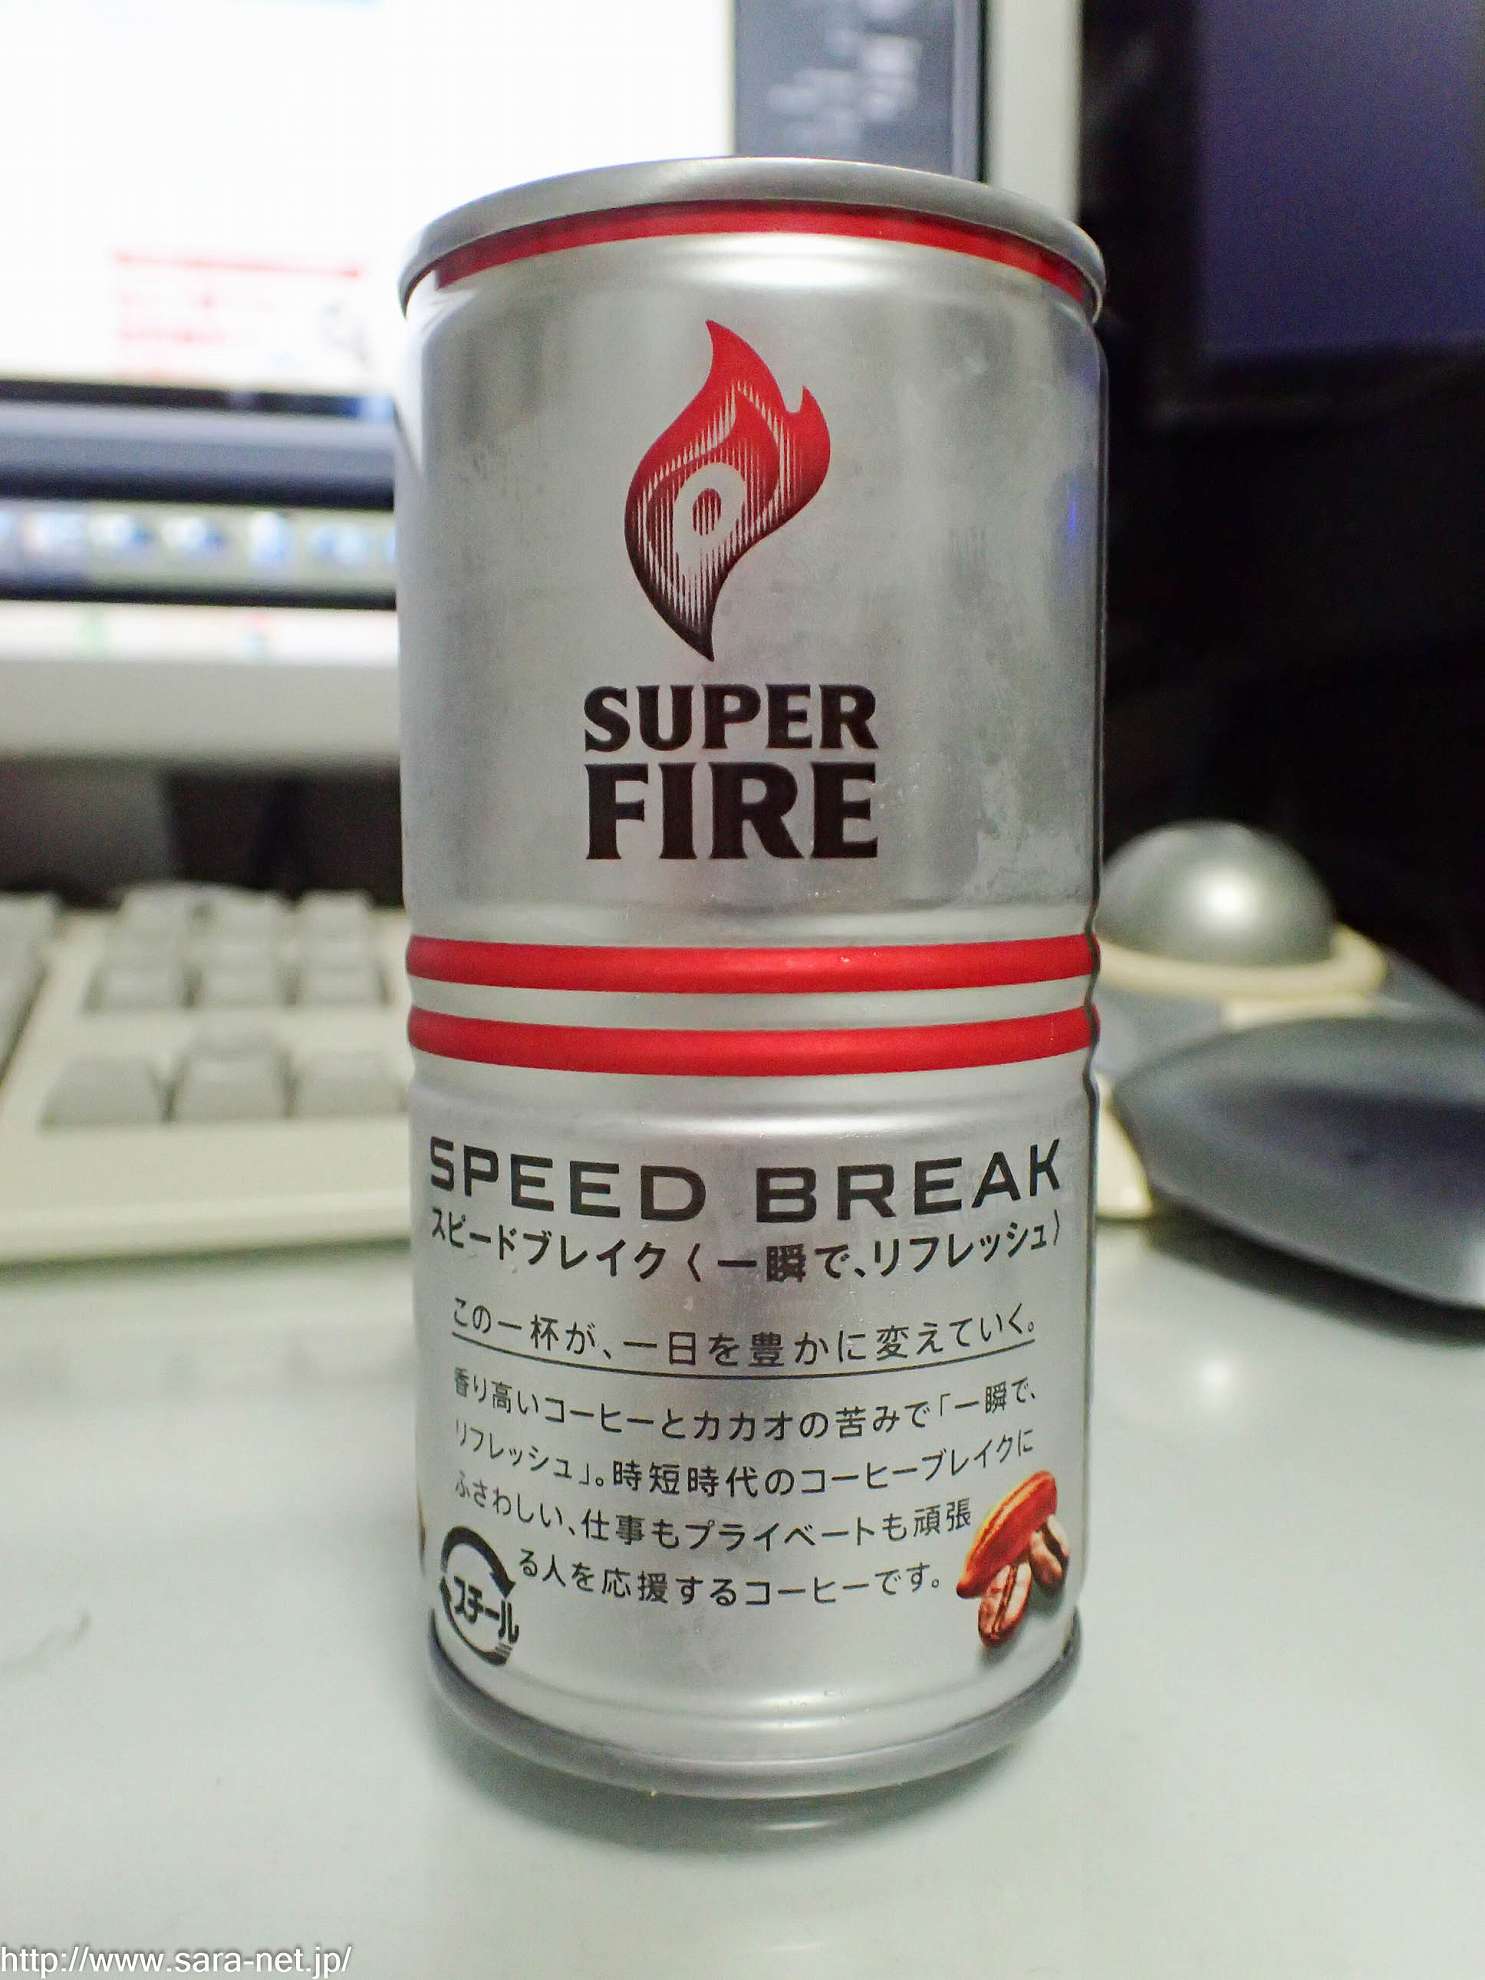 SUPER
FIRE
SPEED BREAK
スピードブレイク〈一瞬で、リフレッシュ〉
この一杯が、一日を豊かに変えていく。
香り高いコーヒーとカカオの苦みで「一瞬で、
リフレッシュ」。時短時代のコーヒーブレイクに
ふさわしい、仕事もプライベートも頑張
る人を応援するコーヒーです。
スチール
http://www.sara-net.jp/